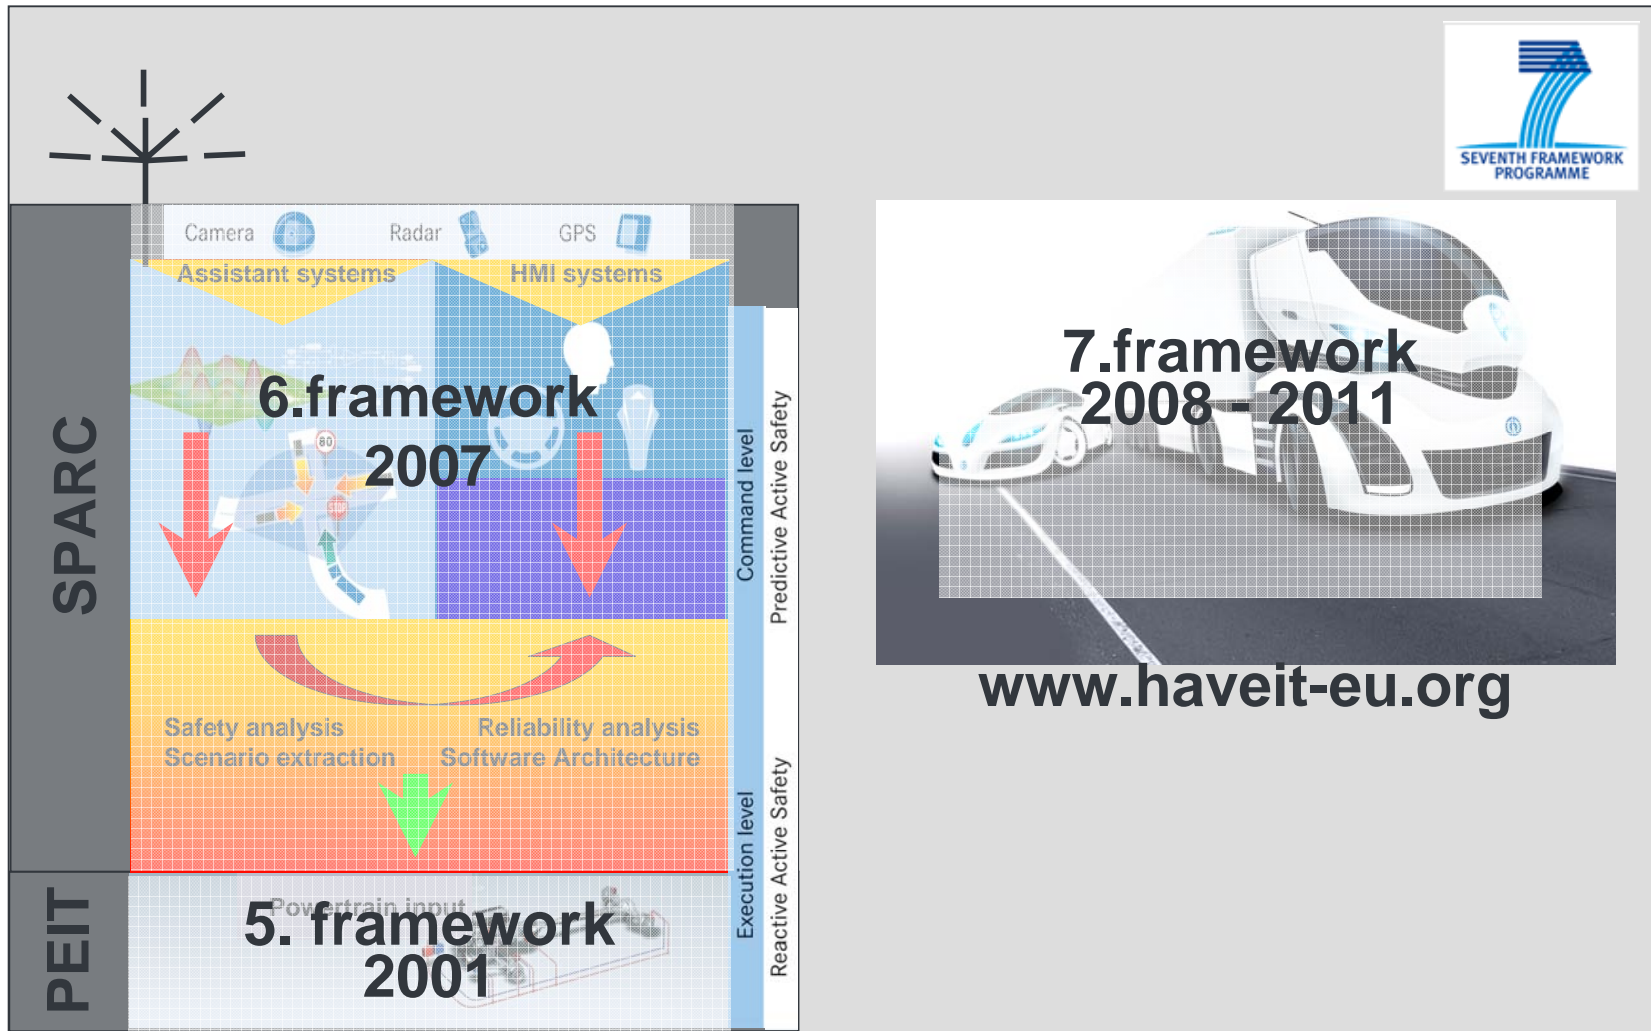 SEVENTH FRAMEWORK
PROGRAMME
Camera
Radar
GPS
Assistant systems
HMI systems
SPARC
6.framework
2007
80
STOP
Command level
Predictive Active Safety
Safety analysis
Scenario extraction
Reliability analysis
Software Architecture
Execution level
Reactive Active Safety
PEIT
Powertrain input
5. framework
2001
7.framework
2008 - 2011
www.haveit-eu.org